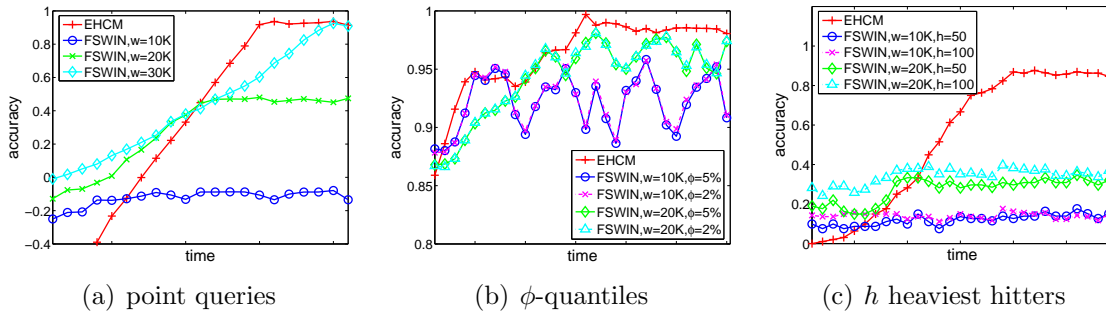 1
0.8
0.6
0.4
0.2
0
−0.2
−0.4
accuracy
time
EHCM
FSWIN,w=10K
FSWIN,w=20K
FSWIN,w=30K
(a) point queries
1
0.95
0.9
0.85
0.8
accuracy
time
EHCM
FSWIN,w=10K,ϕ=5%
FSWIN,w=10K,ϕ=2%
FSWIN,w=20K,ϕ=5%
FSWIN,w=20K,ϕ=2%
(b) ϕ-quantiles
1
0.8
0.6
0.4
0.2
0
accuracy
time
EHCM
FSWIN,w=10K,h=50
FSWIN,w=10K,h=100
FSWIN,w=20K,h=50
FSWIN,w=20K,h=100
(c) h heaviest hitters